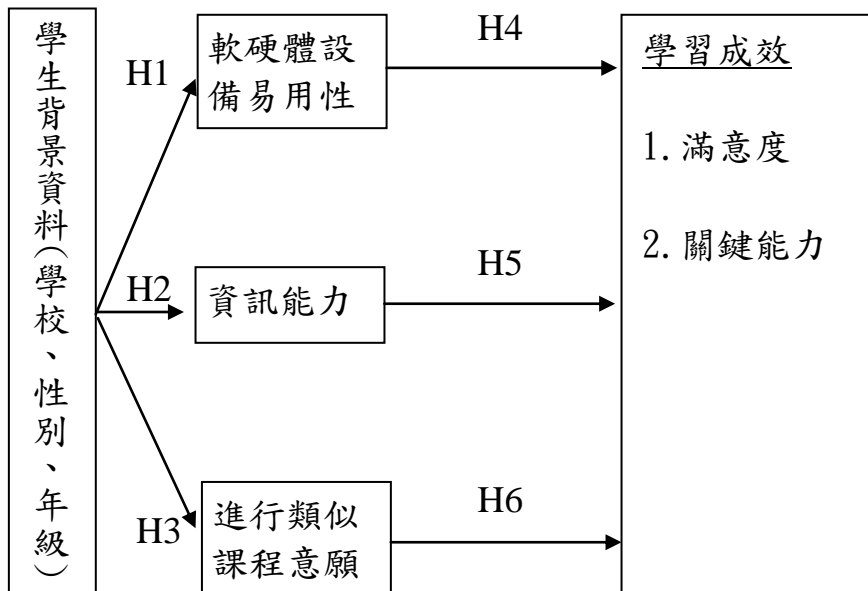 學生背景資料(學校、性別、年級)
H1
軟硬體設
備易用性
H4
H2
資訊能力
H5
H3
進行類似
課程意願
H6
學習成效
1.滿意度
2.關鍵能力